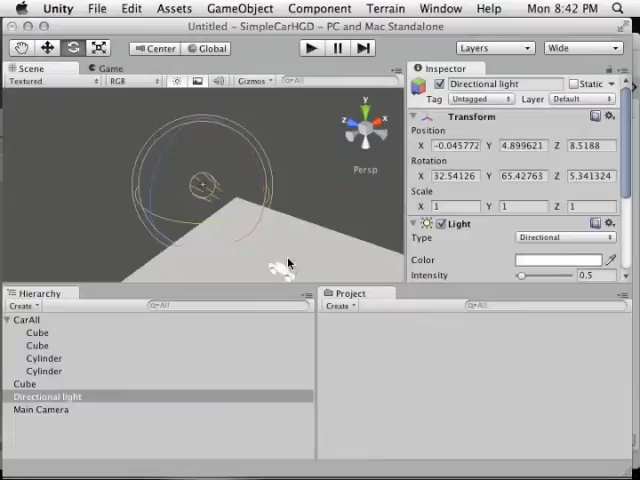 Unity File Edit Assets GameObject Component Terrain Window Help Mon 8:42 PM
Untitled - SimpleCarHGD - PC and Mac Standalone
Center Global Layers Wide
Scene Game Inspector
Textured RGB Gizmos All
Directional light Static
Tag Untagged Layer Default
Transform
Position
X -0.045772 Y 4.899621 Z 8.5188
Rotation
X 32.54126 Y 65.42763 Z 5.341324
Scale
X 1 Y 1 Z 1
y
z
x
Persp
Light
Type Directional
Color
Intensity 0.5
Hierarchy Project
Create All Create All
CarAll
Cube
Cube
Cylinder
Cylinder
Cube
Directional light
Main Camera